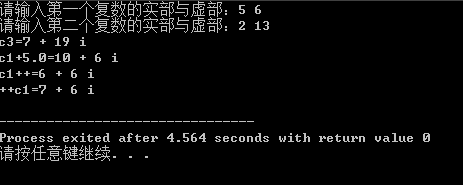 请输入第一个复数的实部与虚部：5 6
请输入第二个复数的实部与虚部：2 13
c3=7 + 19 i
c1+5.0=10 + 6 i
c1++=6 + 6 i
++c1=7 + 6 i
--------------------------------
Process exited after 4.564 seconds with return value 0
请按任意键继续. . .